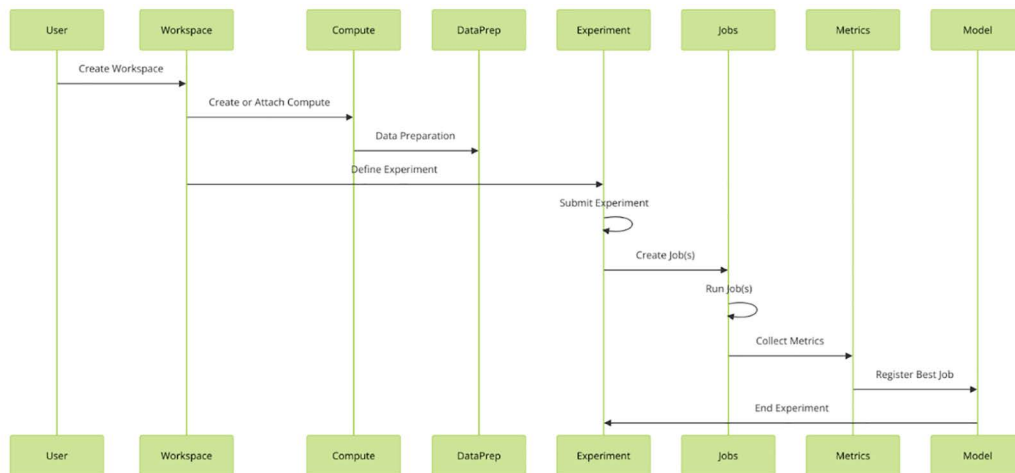 User Workspace Compute DataPrep Experiment Jobs Metrics Model
Create Workspace
Create or Attach Compute
Data Preparation
Define Experiment
Submit Experiment
Create Job(s)
Run Job(s)
Collect Metrics
Register Best Job
End Experiment
User Workspace Compute DataPrep Experiment Jobs Metrics Model